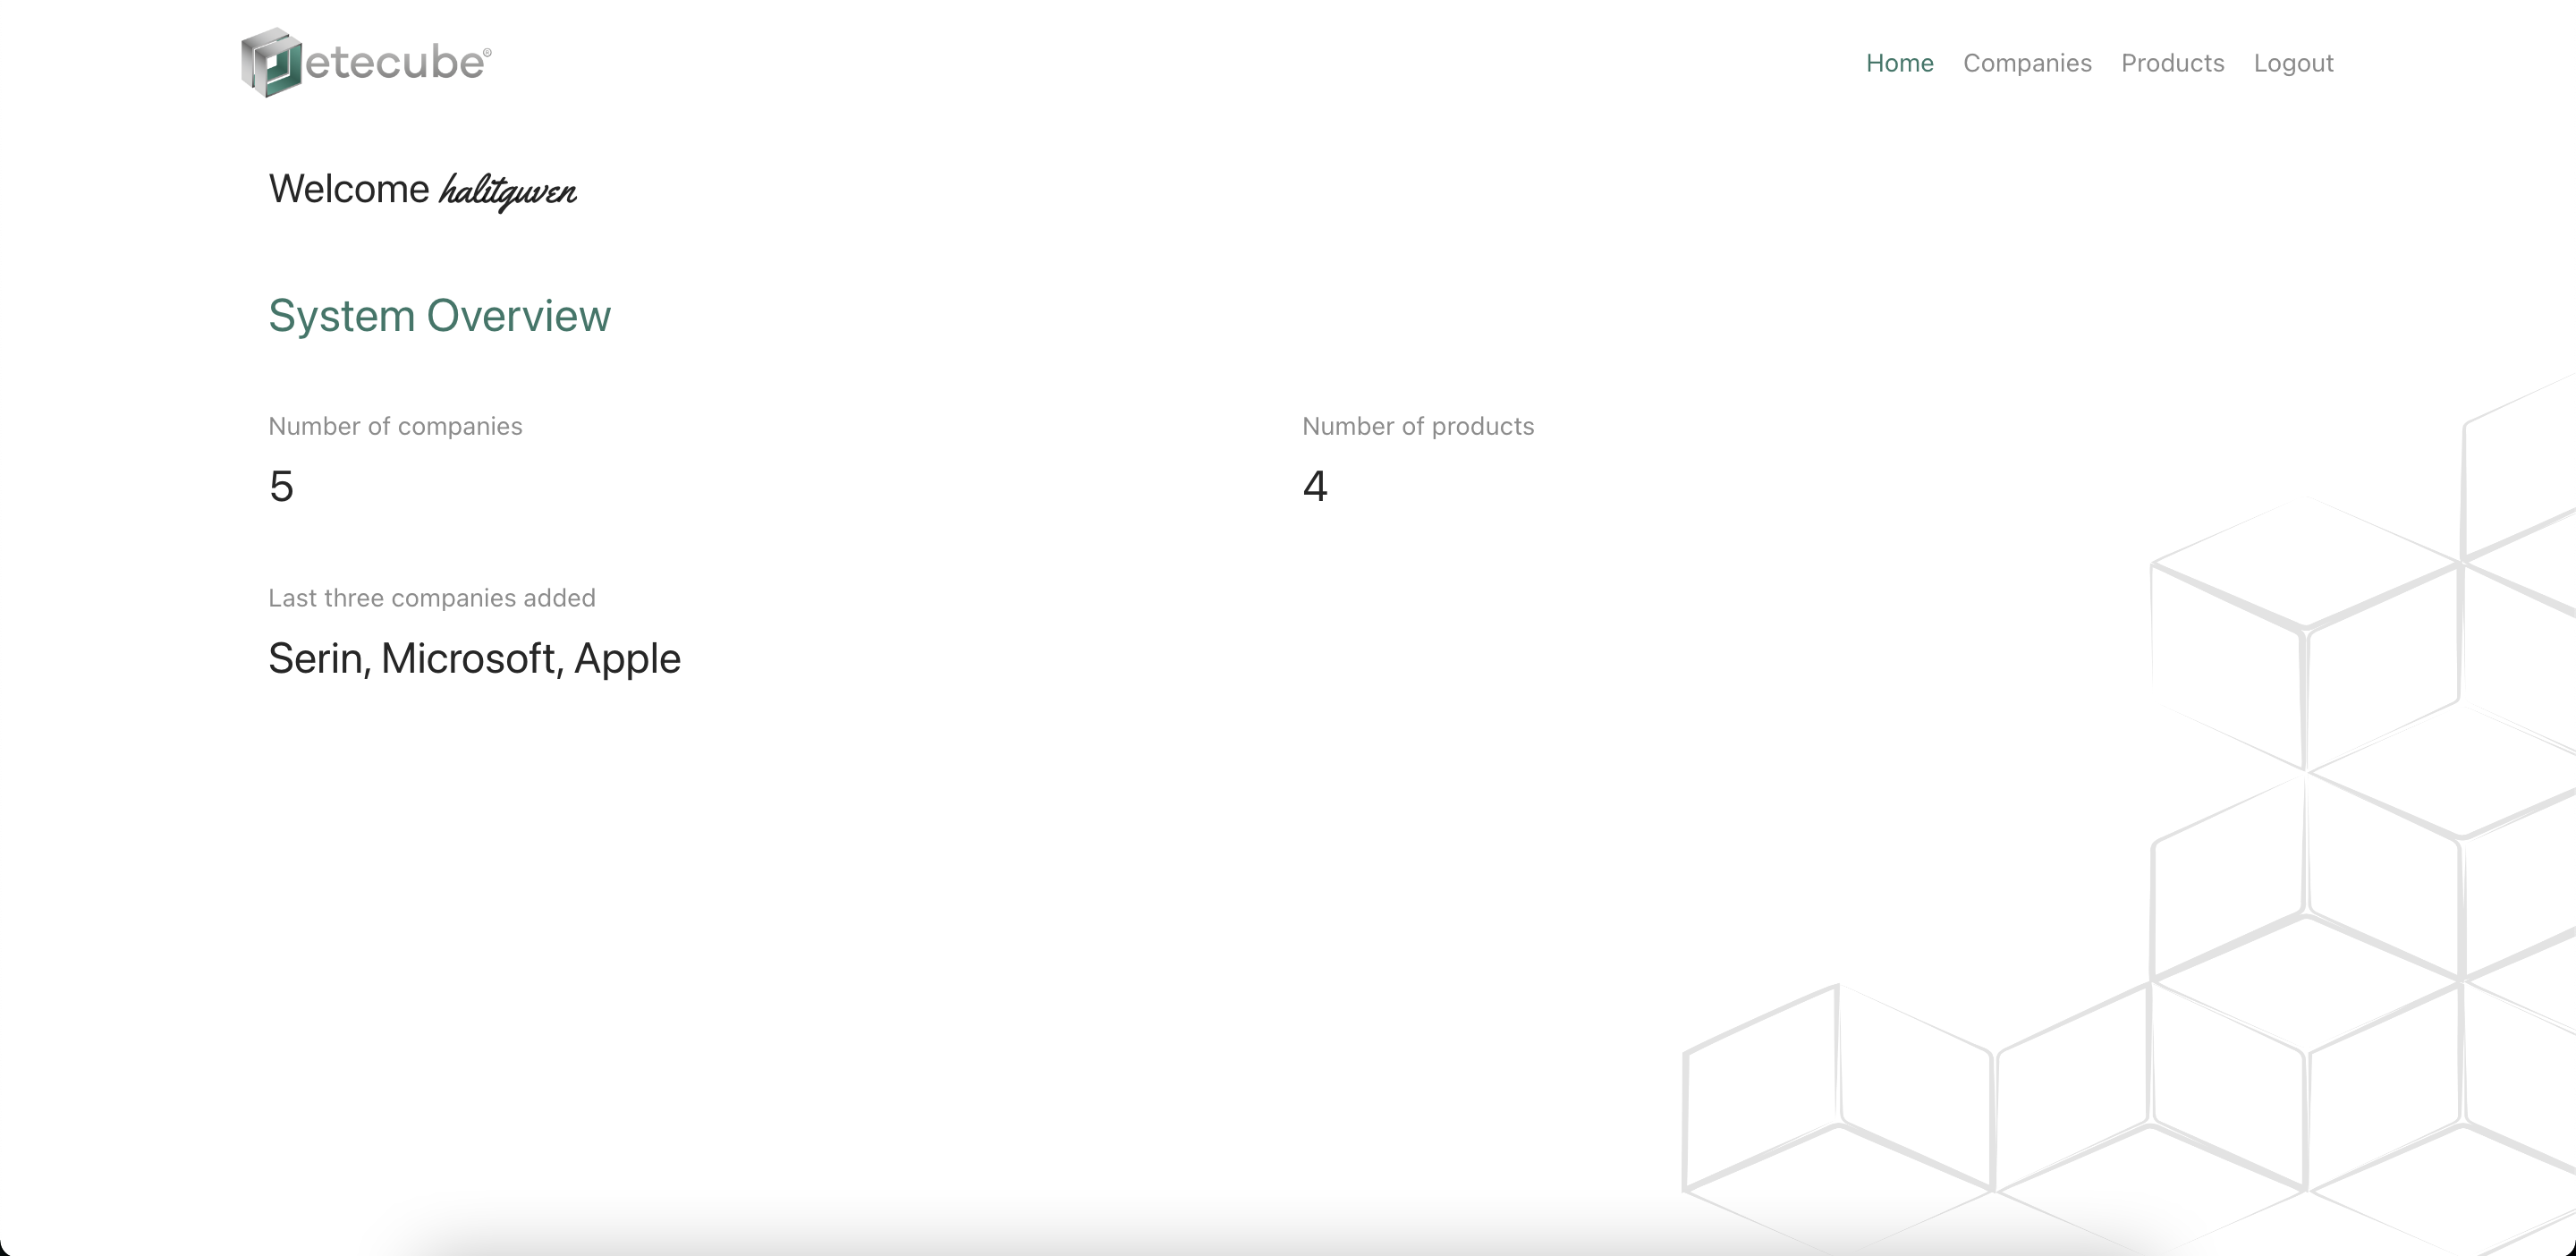 etecube®
Home Companies Products Logout
Welcome halitguven
System Overview
Number of companies
5
Number of products
4
Last three companies added
Serin, Microsoft, Apple